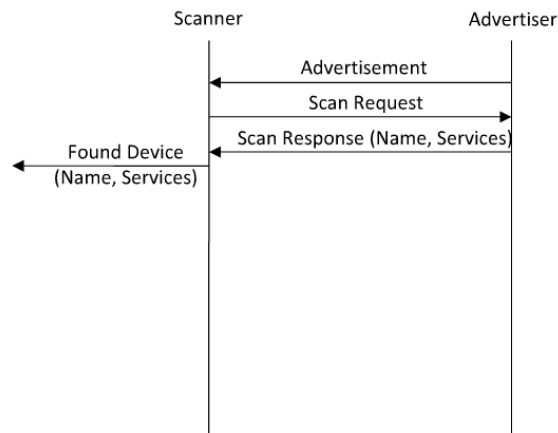 Scanner
Advertiser
Advertisement
Scan Request
Scan Response (Name, Services)
Found Device
(Name, Services)